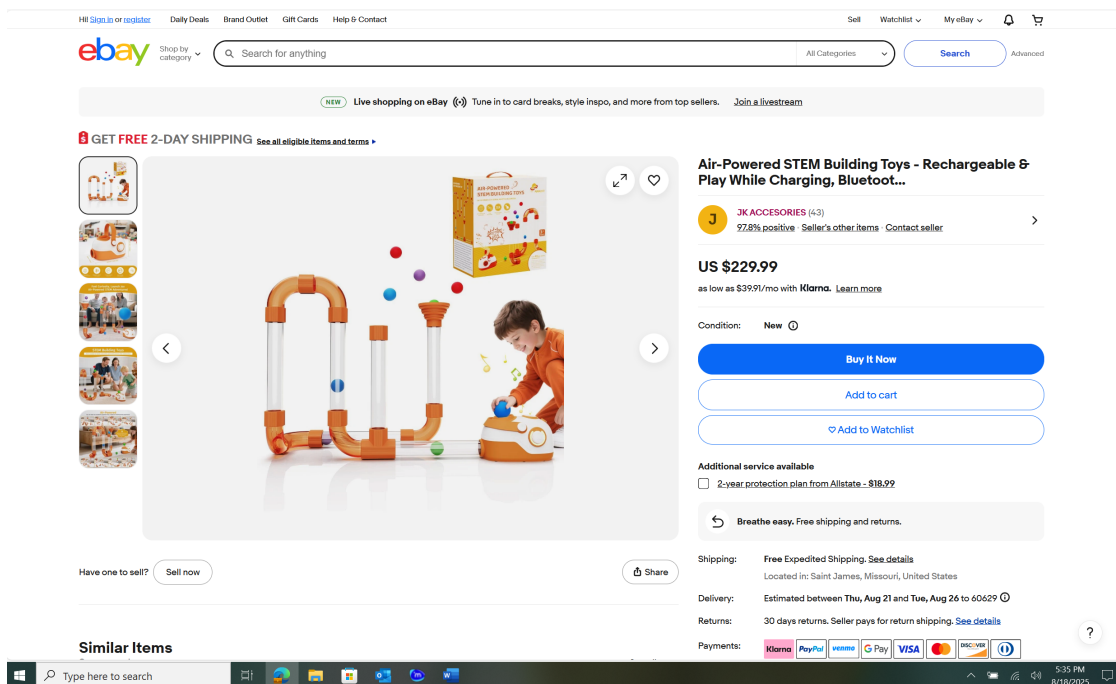 Hi! Sign in or register
Daily Deals
Brand Outlet
Gift Cards
Help & Contact
Sell
Watchlist
My eBay
ebay
Shop by category
Search for anything
All Categories
Search
Advanced
NEW Live shopping on eBay Tune in to card breaks, style inspo, and more from top sellers. Join a livestream
GET FREE 2-DAY SHIPPING See all eligible items and terms
AIR-POWERED
STEM BUILDING TOYS
Air-Powered STEM Building Toys - Rechargeable &
Play While Charging, Bluetoot...
J
JK ACCESORIES (43)
97.8% positive · Seller's other items · Contact seller
US $229.99
as low as $39.91/mo with Klarna. Learn more
Condition: New
Buy It Now
Add to cart
Add to Watchlist
Additional service available
2-year protection plan from Allstate - $18.99
Breathe easy. Free shipping and returns.
Shipping: Free Expedited Shipping. See details
Located in: Saint James, Missouri, United States
Delivery: Estimated between Thu, Aug 21 and Tue, Aug 26 to 60629
Returns: 30 days returns. Seller pays for return shipping. See details
Payments: Klarna PayPal venmo G Pay VISA DISCOVER
Have one to sell? Sell now
Share
Similar Items
?
Type here to search
5:35 PM
8/18/2025